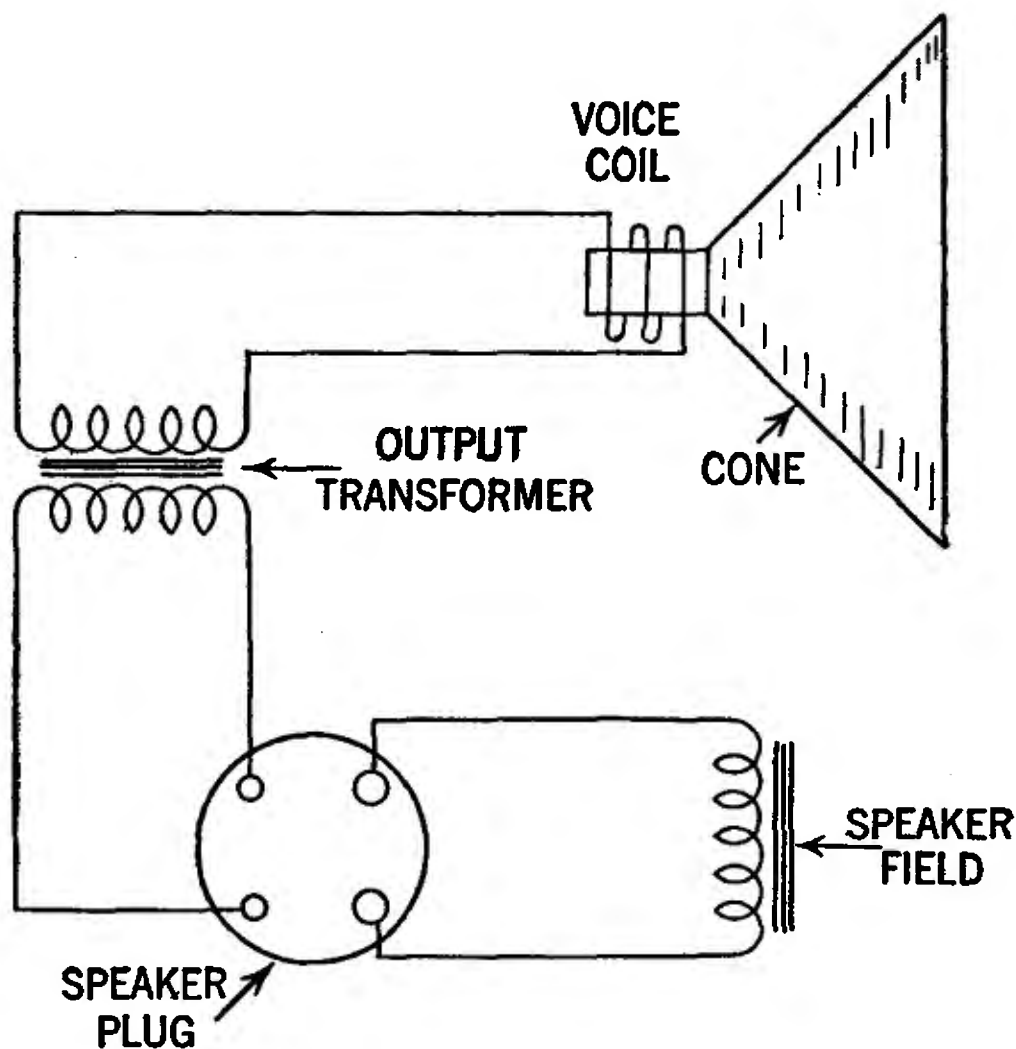 VOICE
COIL
OUTPUT
TRANSFORMER
CONE
SPEAKER
FIELD
SPEAKER
PLUG